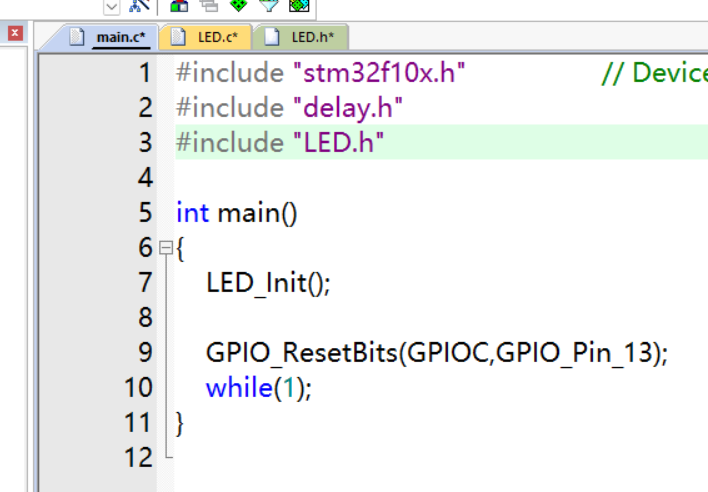 main.c* LED.c* LED.h*
1 #include "stm32f10x.h" // Device
2 #include "delay.h"
3 #include "LED.h"
4
5 int main()
6 {
7 LED_Init();
8
9 GPIO_ResetBits(GPIOC,GPIO_Pin_13);
10 while(1);
11 }
12